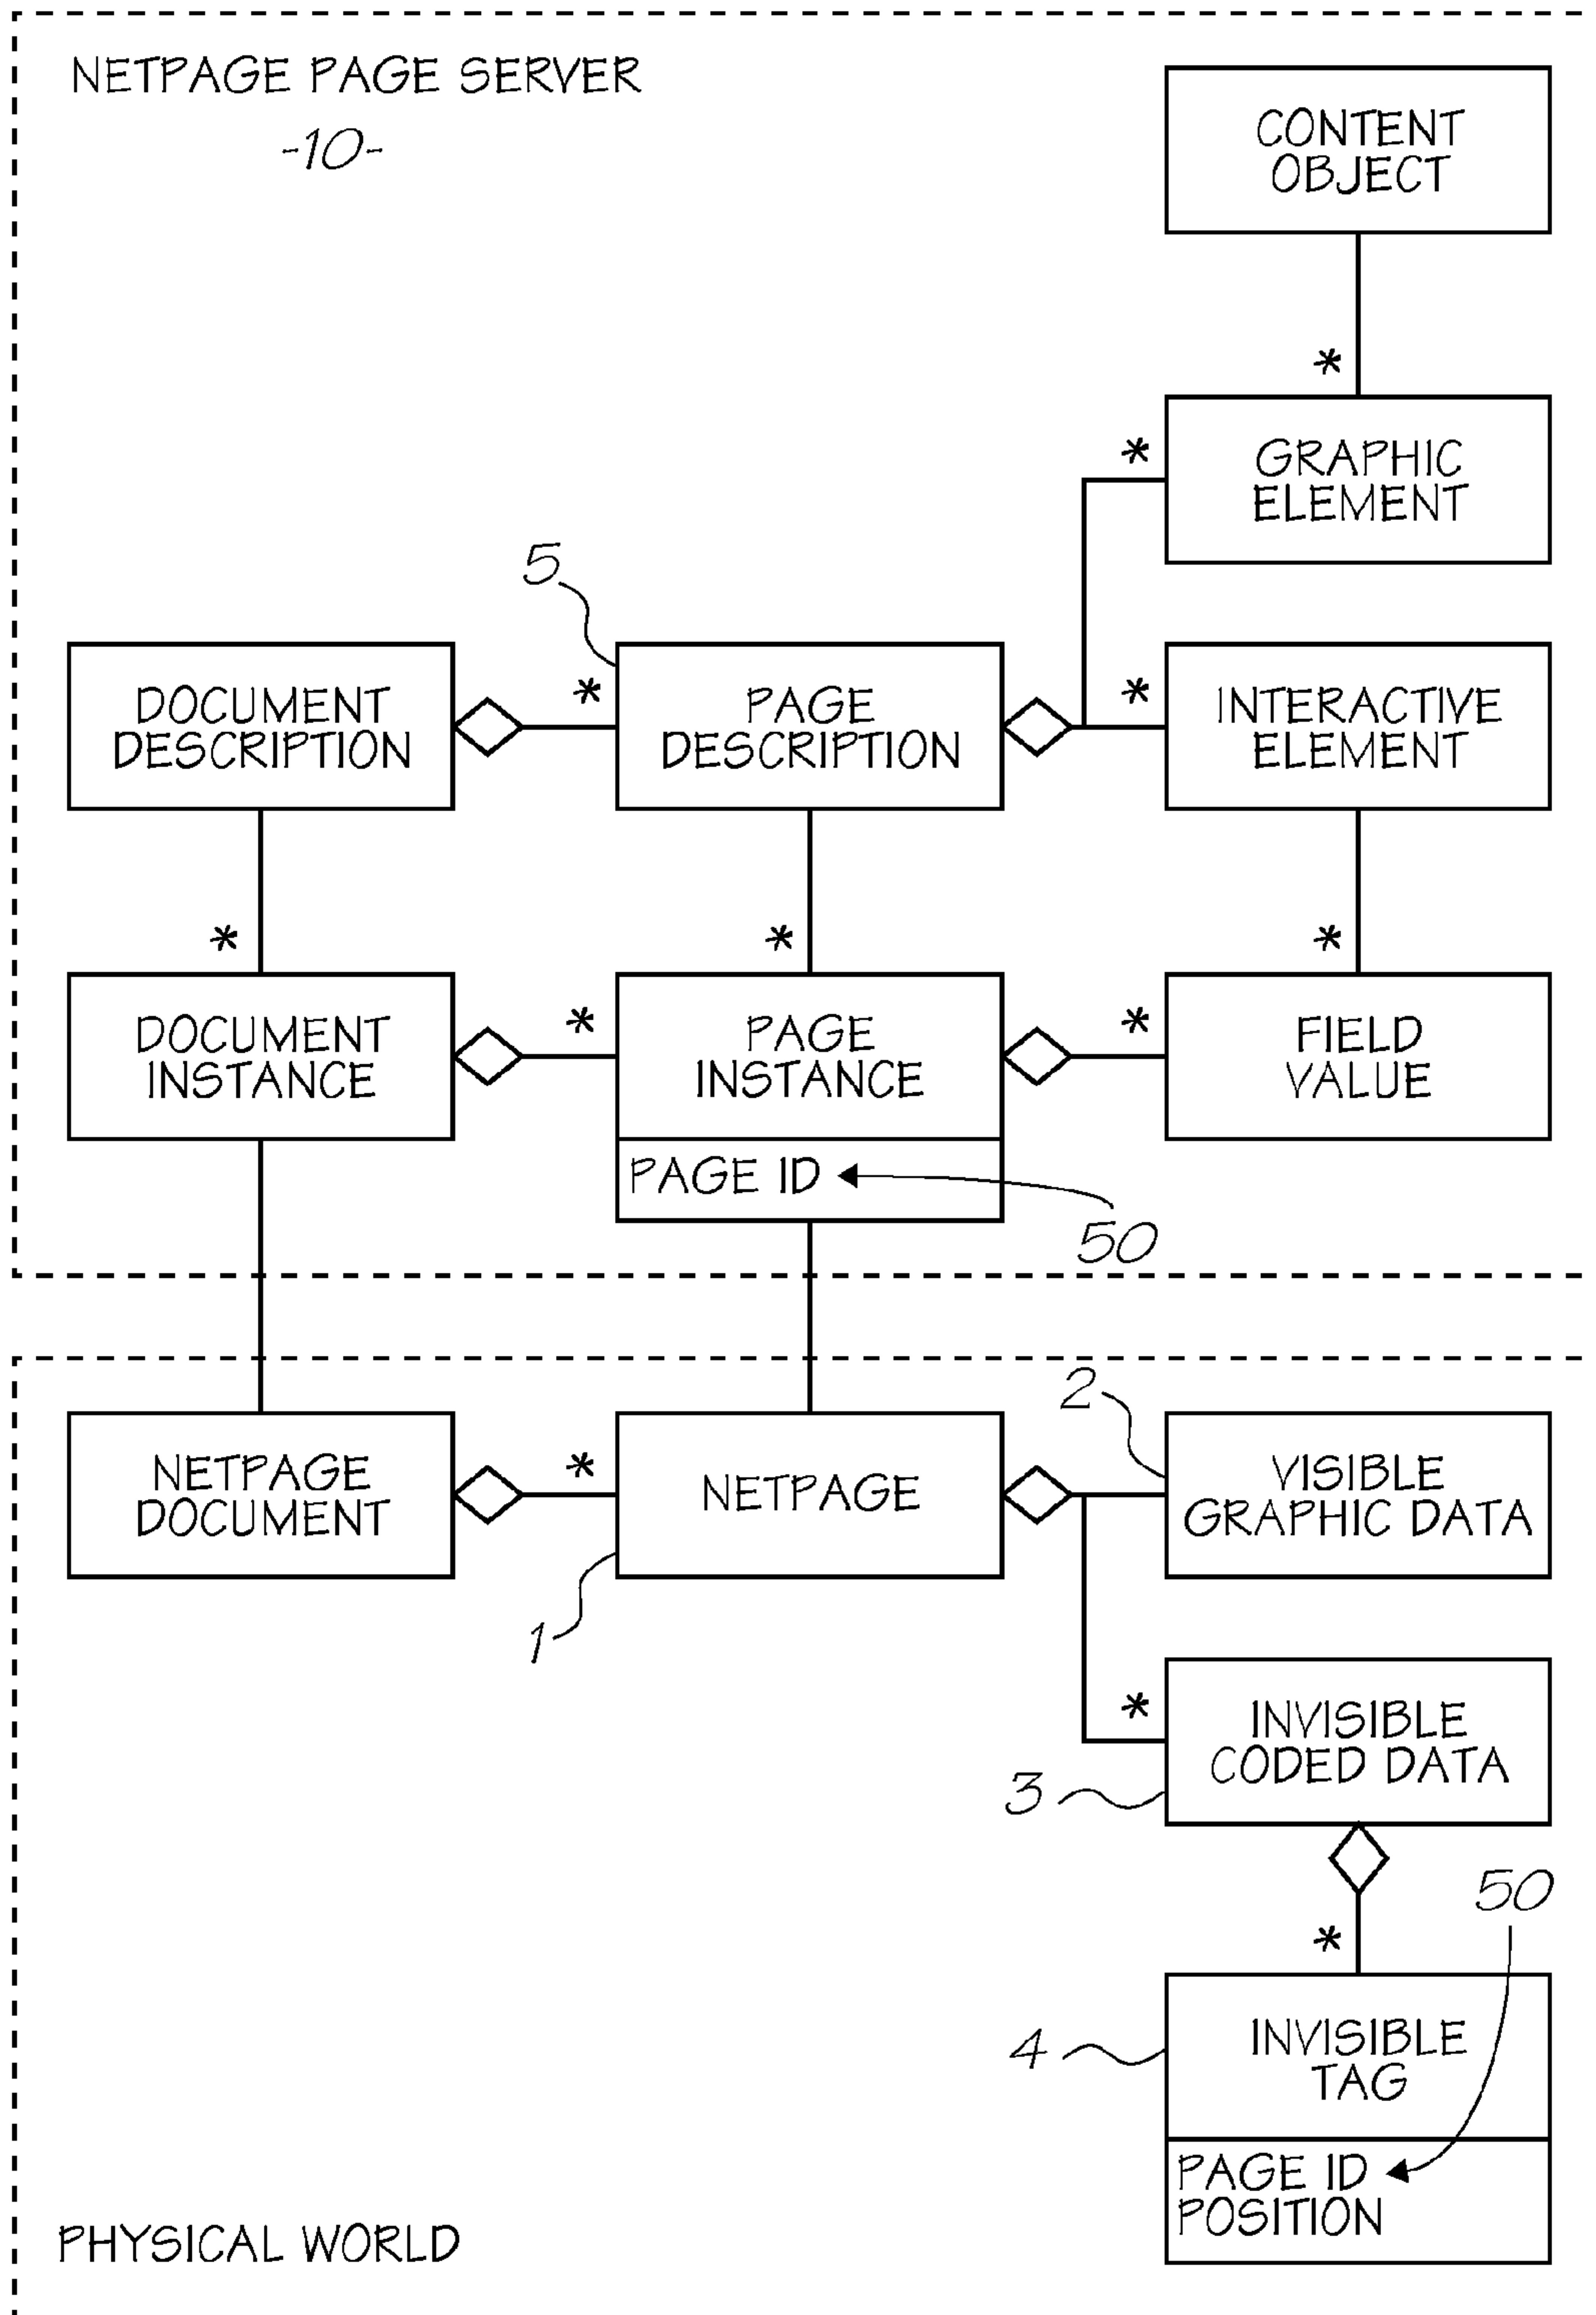 NETPAGE PAGE SERVER
-10-
CONTENT
OBJECT
*
*
GRAPHIC
ELEMENT
5
DOCUMENT
DESCRIPTION
*
PAGE
DESCRIPTION
*
INTERACTIVE
ELEMENT
*
*
*
DOCUMENT
INSTANCE
*
PAGE
INSTANCE
*
FIELD
VALUE
PAGE ID
50
2
NETPAGE
DOCUMENT
*
NETPAGE
VISIBLE
GRAPHIC DATA
1
*
INVISIBLE
CODED DATA
3
50
*
4
INVISIBLE
TAG
PAGE ID
POSITION
PHYSICAL WORLD